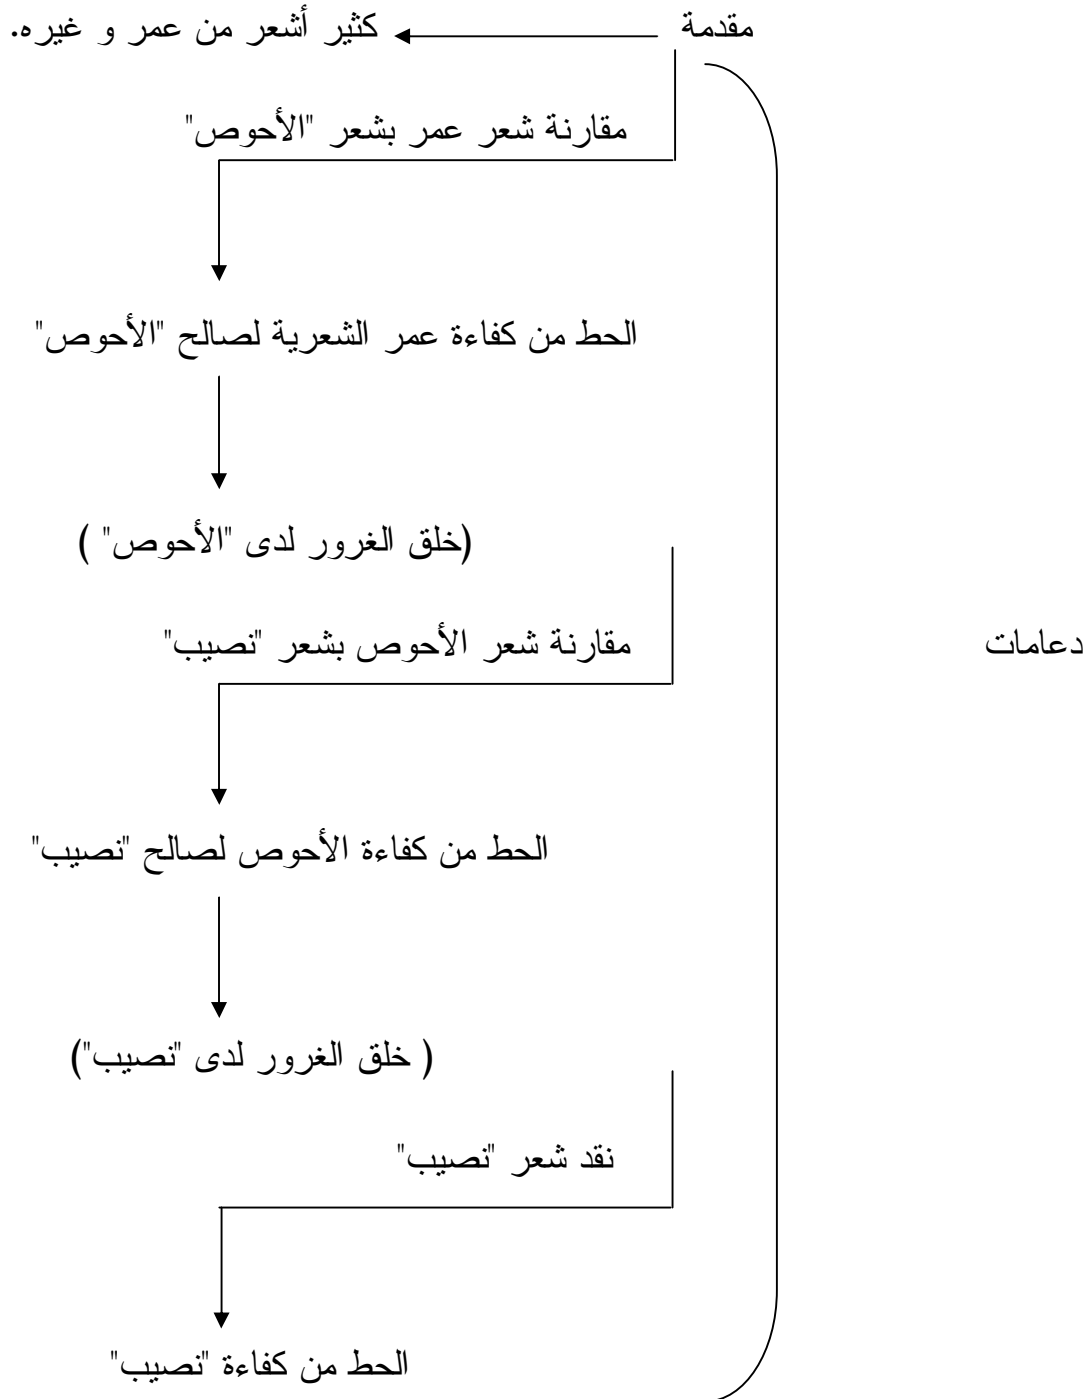 مقدمة كثير أشعر من عمر و غيره.
مقارنة شعر عمر بشعر "الأحوص"
الحط من كفاءة عمر الشعرية لصالح "الأحوص"
(خلق الغرور لدى "الأحوص" )
مقارنة شعر الأحوص بشعر "نصيب"
دعامات
الحط من كفاءة الأحوص لصالح "نصيب"
( خلق الغرور لدى "نصيب")
نقد شعر "نصيب"
الحط من كفاءة "نصيب"